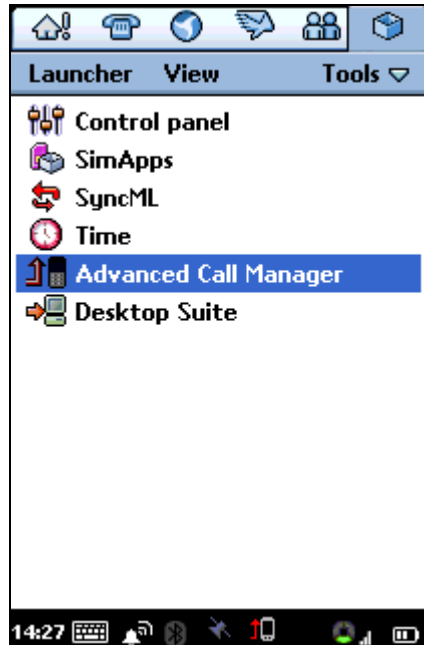 Launcher View Tools
Control panel
SimApps
SyncML
Time
Advanced Call Manager
Desktop Suite
14:27